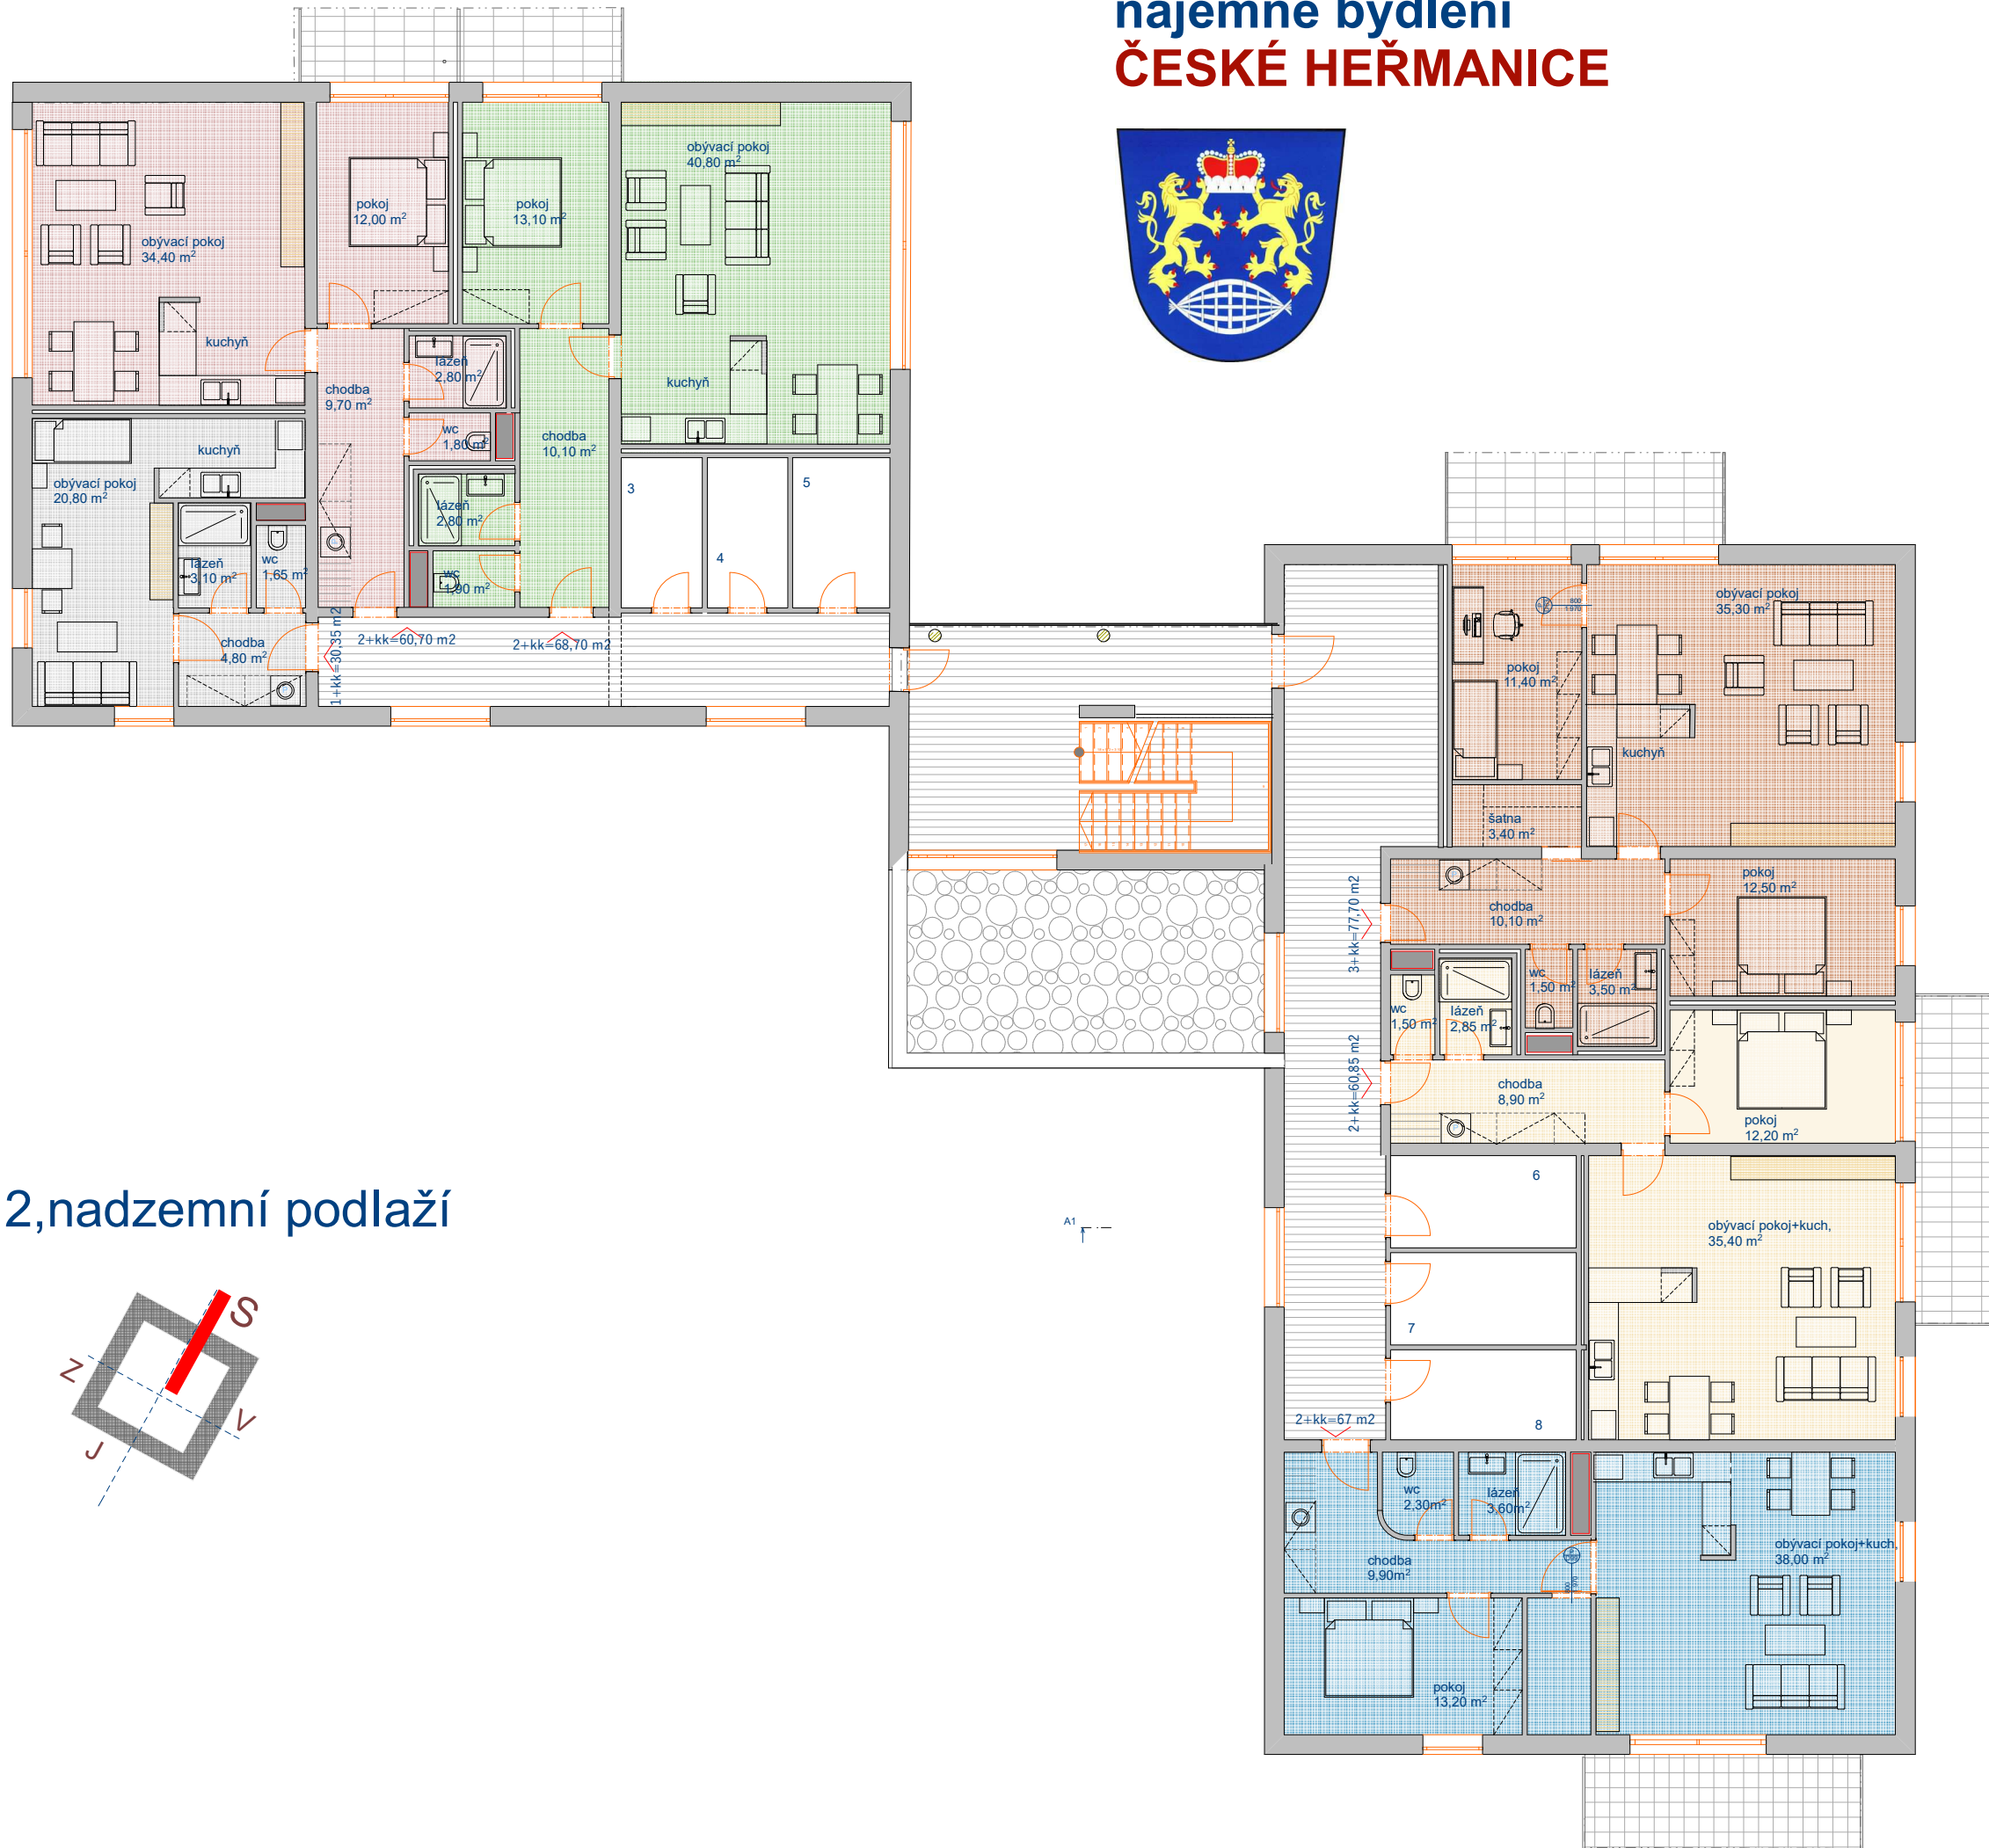 nájemné bydlení
ČESKÉ HEŘMANICE
obývací pokoj
34,40 m²
kuchyň
pokoj
12,00 m²
pokoj
13,10 m²
obývací pokoj
40,80 m²
kuchyň
chodba
9,70 m²
lázeň
2,80 m²
wc
1,80 m²
chodba
10,10 m²
lázeň
2,80 m²
wc
1,90 m²
kuchyň
obývací pokoj
20,80 m²
lázeň
3,10 m²
wc
1,65 m²
chodba
4,80 m²
1+kk=30,35 m2
2+kk=60,70 m2
2+kk=68,70 m2
3
4
5
obývací pokoj
35,30 m²
800
1970
pokoj
11,40 m²
kuchyň
šatna
3,40 m²
pokoj
12,50 m²
chodba
10,10 m²
3+kk=77,70 m2
wc
1,50 m²
lázeň
3,50 m²
wc
1,50 m²
lázeň
2,85 m²
2+kk=60,85 m2
chodba
8,90 m²
pokoj
12,20 m²
6
7
8
obývací pokoj+kuch,
35,40 m²
2+kk=67 m2
wc
2,30m²
lázeň
3,60m²
chodba
9,90m²
obývací pokoj+kuch,
38,00 m²
pokoj
13,20 m²
2,nadzemní podlaží
A1
S
Z
V
J